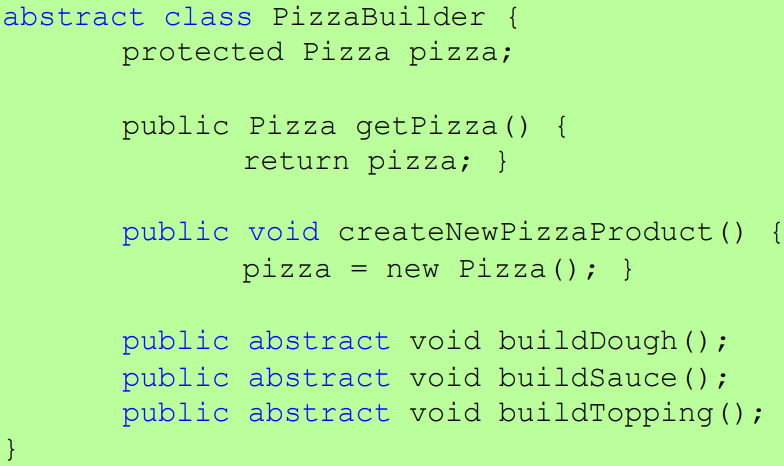 abstract class PizzaBuilder {
protected Pizza pizza;
public Pizza getPizza() {
return pizza; }
public void createNewPizzaProduct() {
pizza = new Pizza(); }
public abstract void buildDough();
public abstract void buildSauce();
public abstract void buildTopping();
}